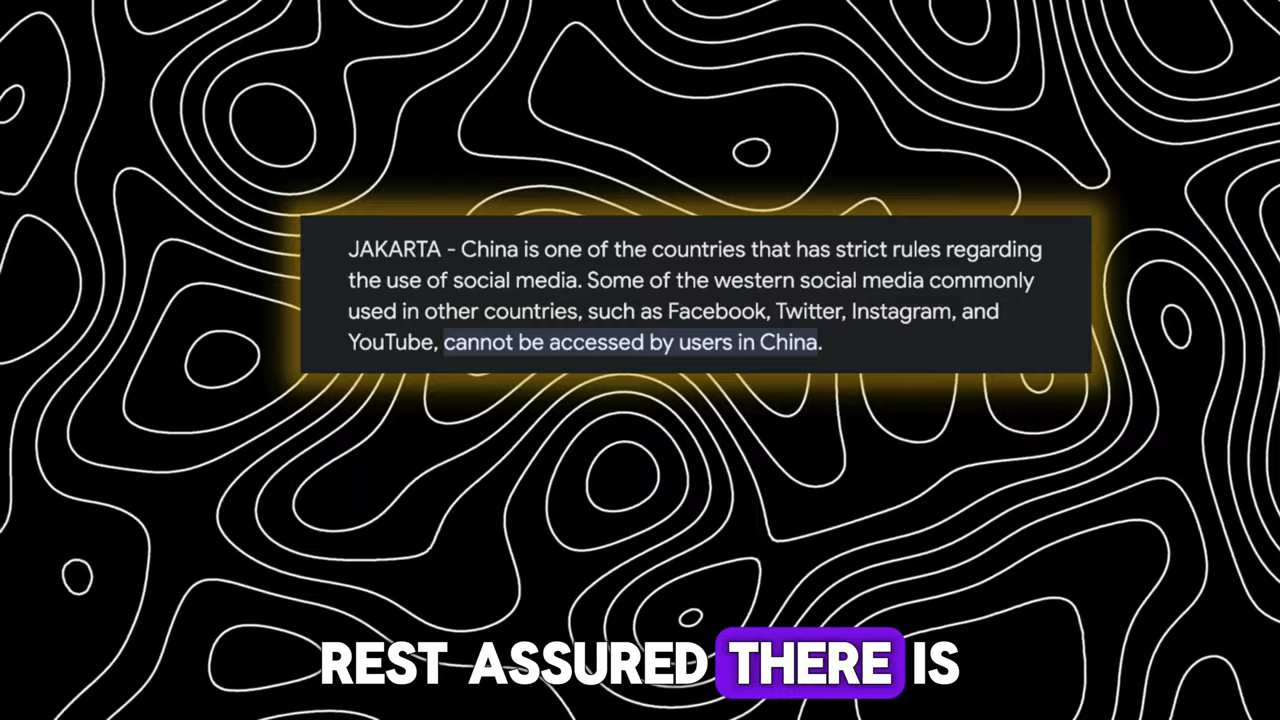 JAKARTA - China is one of the countries that has strict rules regarding
the use of social media. Some of the western social media commonly
used in other countries, such as Facebook, Twitter, Instagram, and
YouTube, cannot be accessed by users in China.
REST ASSURED THERE IS